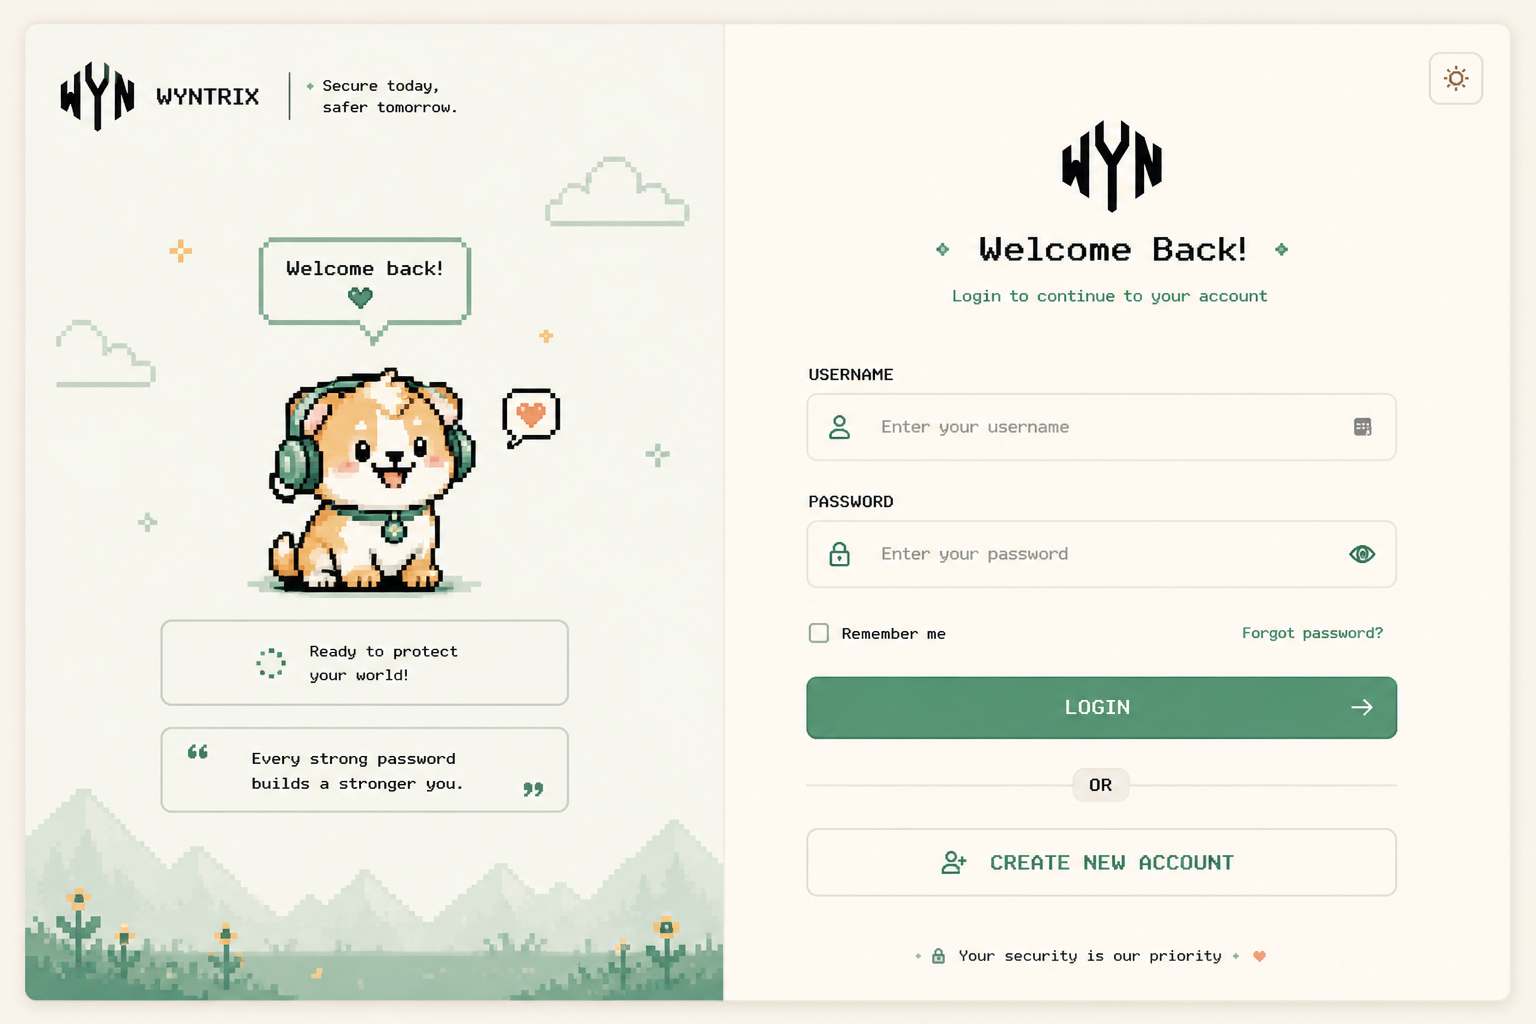 WYN
WYNTRIX
Secure today,
safer tomorrow.
Welcome back!
Ready to protect
your world!
“ Every strong password
builds a stronger you. ”
WYN
Welcome Back!
Login to continue to your account
USERNAME
Enter your username
PASSWORD
Enter your password
Remember me
Forgot password?
LOGIN
OR
CREATE NEW ACCOUNT
Your security is our priority